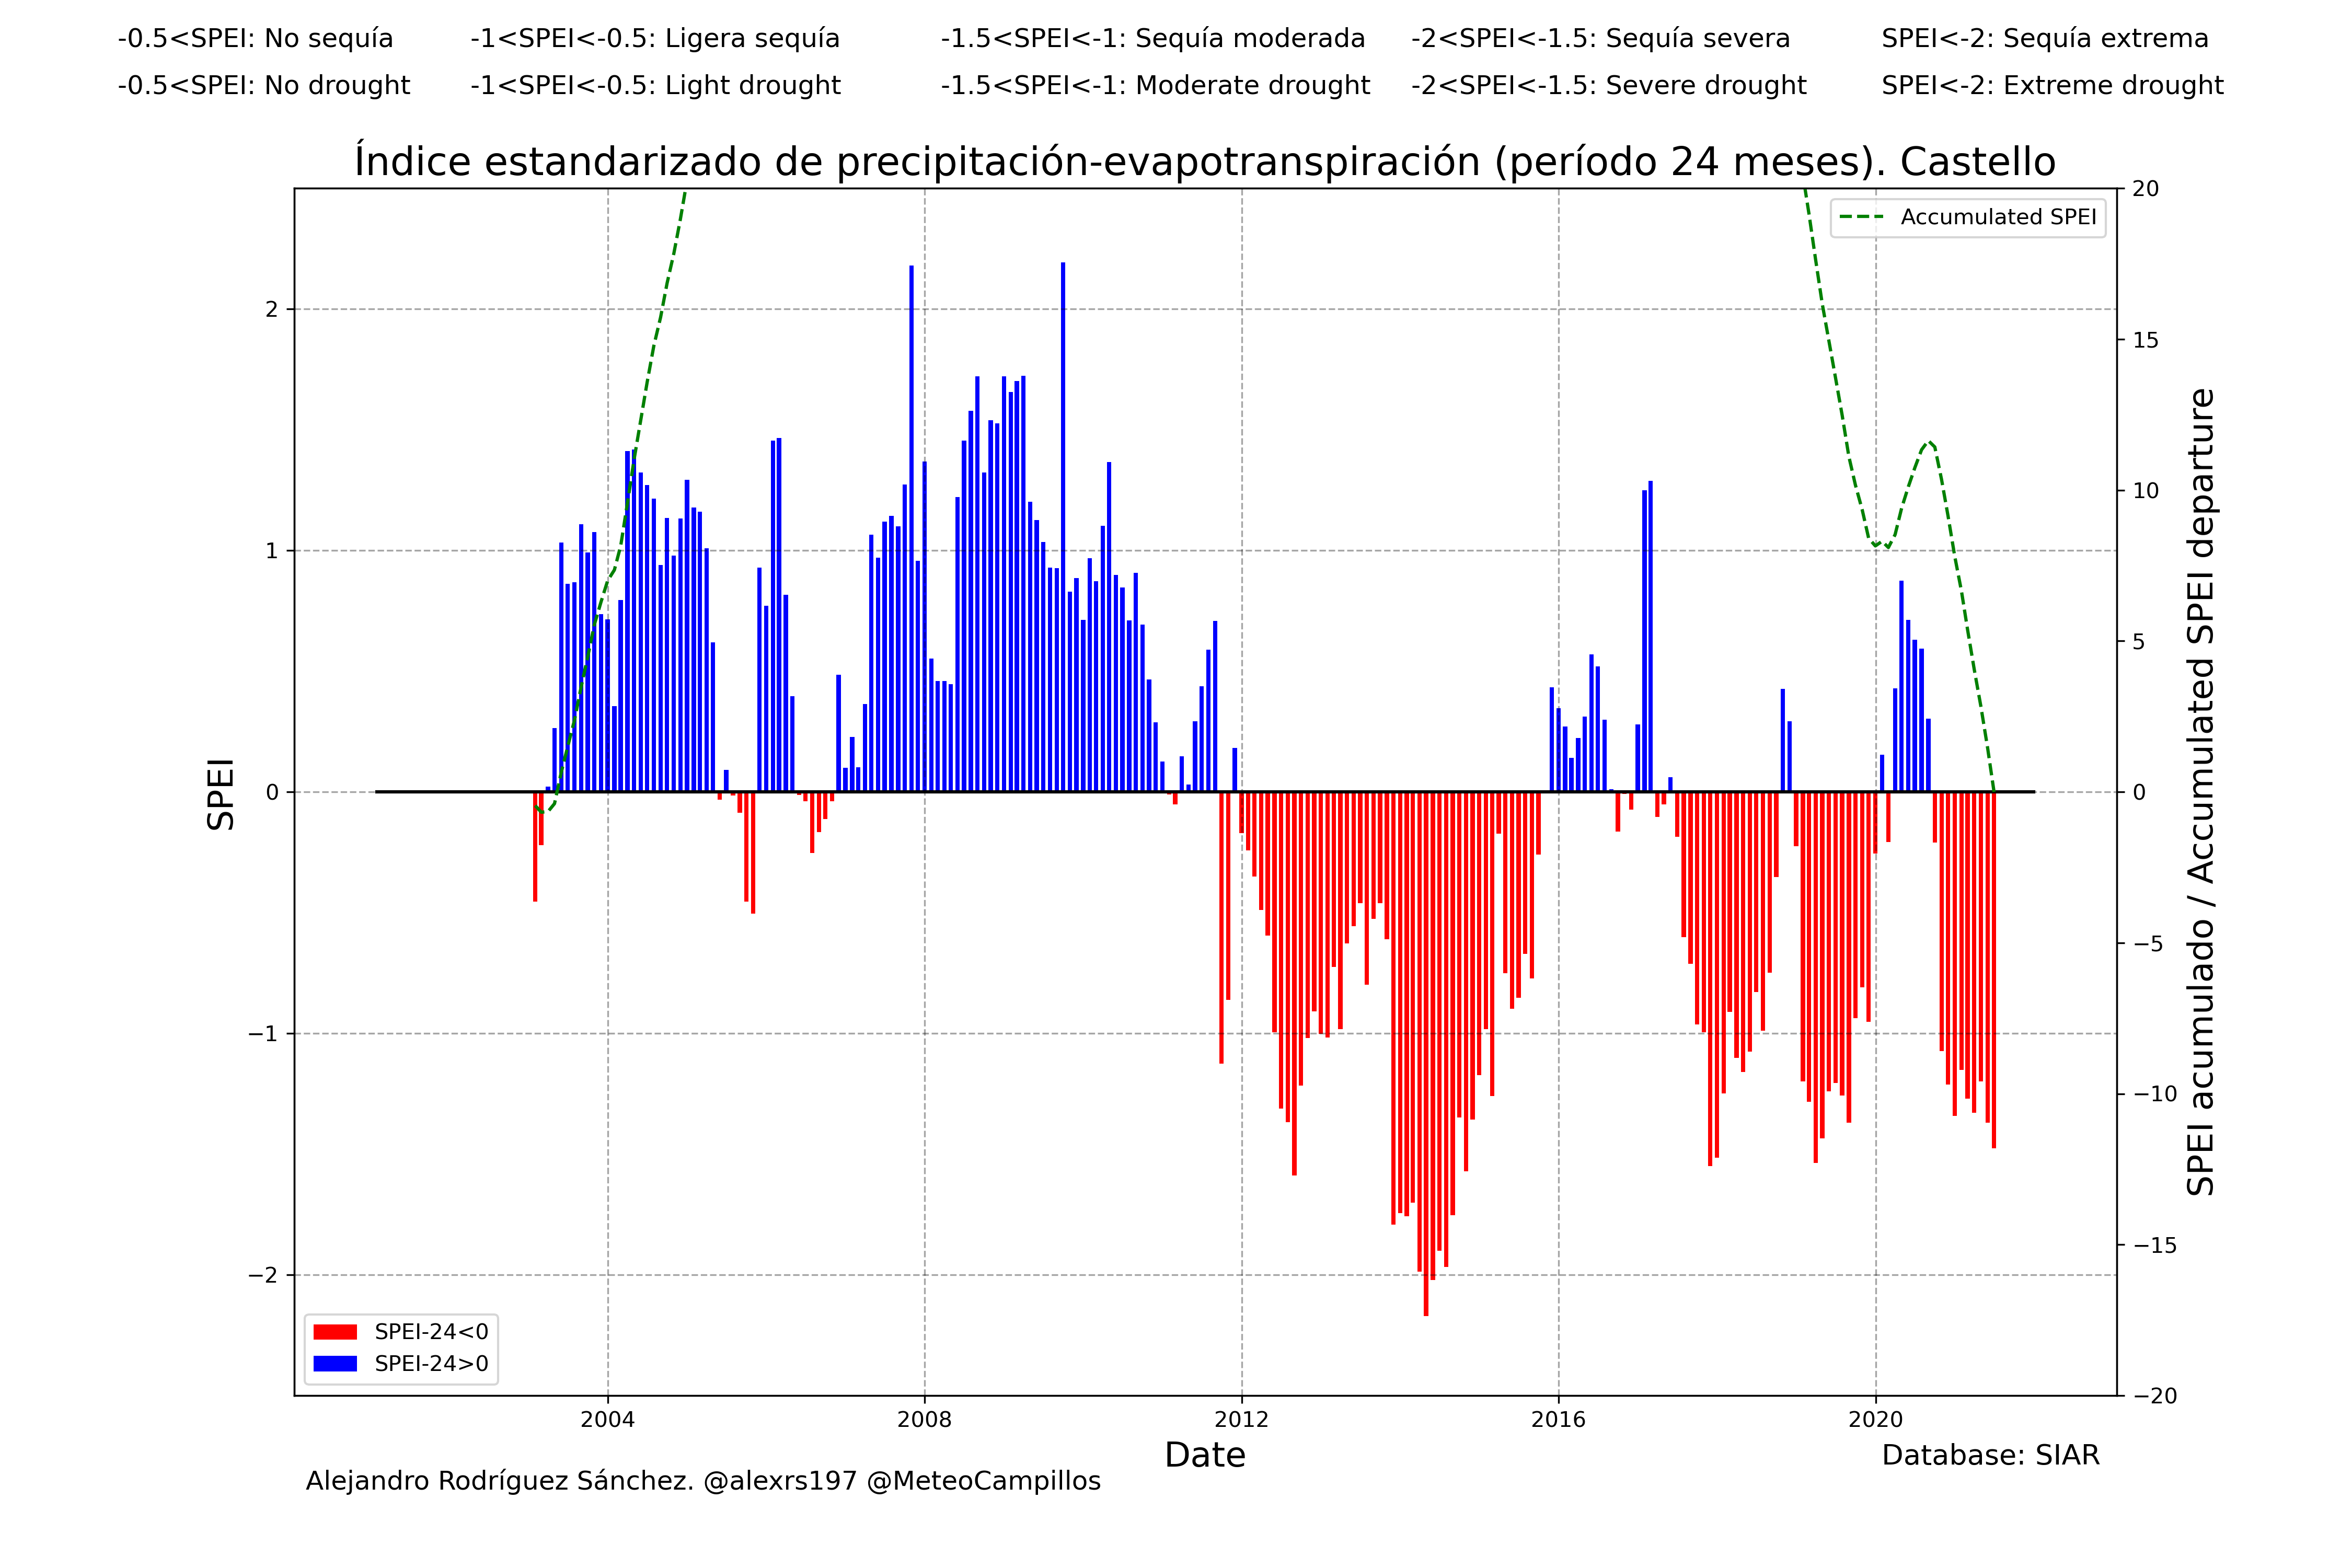 -0.5<SPEI: No sequía -1<SPEI<-0.5: Ligera sequía -1.5<SPEI<-1: Sequía moderada -2<SPEI<-1.5: Sequía severa SPEI<-2: Sequía extrema
-0.5<SPEI: No drought -1<SPEI<-0.5: Light drought -1.5<SPEI<-1: Moderate drought -2<SPEI<-1.5: Severe drought SPEI<-2: Extreme drought
Índice estandarizado de precipitación-evapotranspiración (período 24 meses). Castello
Accumulated SPEI
SPEI
2
1
0
−1
−2
20
15
10
5
0
−5
−10
−15
−20
SPEI acumulado / Accumulated SPEI departure
SPEI-24<0
SPEI-24>0
2004 2008 2012 2016 2020
Date
Database: SIAR
Alejandro Rodríguez Sánchez. @alexrs197 @MeteoCampillos